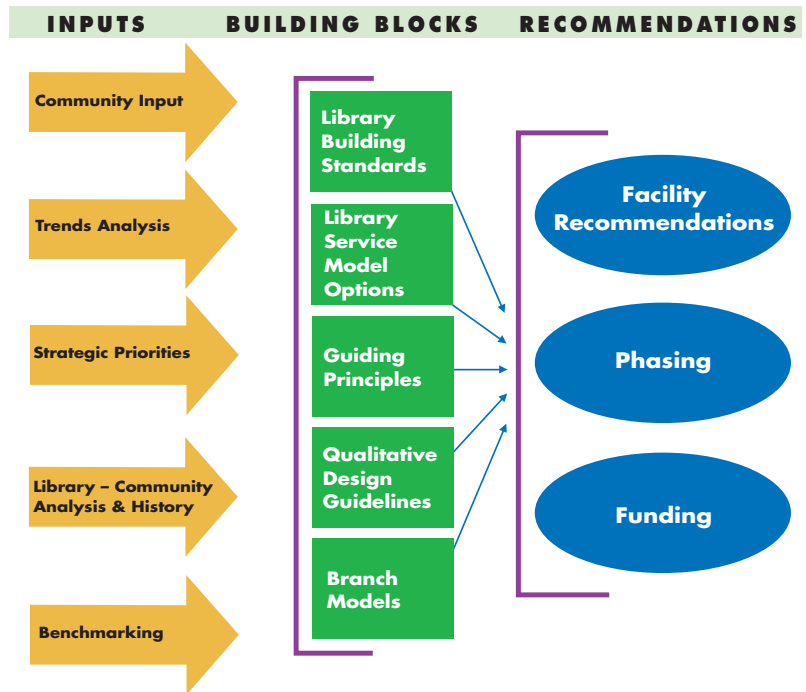 INPUTS
BUILDING BLOCKS
RECOMMENDATIONS
Community Input
Trends Analysis
Strategic Priorities
Library – Community
Analysis & History
Benchmarking
Library
Building
Standards
Library
Service
Model
Options
Guiding
Principles
Qualitative
Design
Guidelines
Branch
Models
Facility
Recommendations
Phasing
Funding